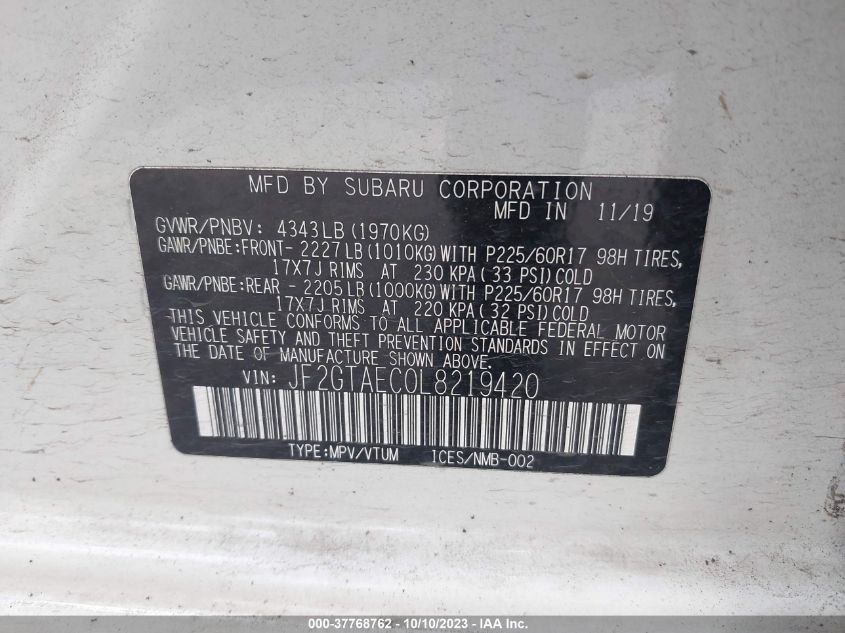 MFD BY SUBARU CORPORATION
MFD IN 11/19
GVWR/PNBV: 4343LB(1970KG)
GAWR/PNBE:FRONT- 2227LB(1010KG)WITH P225/60R17 98H TIRES,
17X7J RIMS AT 230 KPA( 33 PSI)COLD
GAWR/PNBE:REAR - 2205LB(1000KG)WITH P225/60R17 98H TIRES,
17X7J RIMS AT 220 KPA( 32 PSI)COLD
THIS VEHICLE CONFORMS TO ALL APPLICABLE FEDERAL MOTOR
VEHICLE SAFETY AND THEFT PREVENTION STANDARDS IN EFFECT ON
THE DATE OF MANUFACTURE SHOWN ABOVE.
VIN: JF2GTAEC0L8219420
TYPE:MPV/VTUM ICES/NMB-002
000-37768762 - 10/10/2023 - IAA Inc.